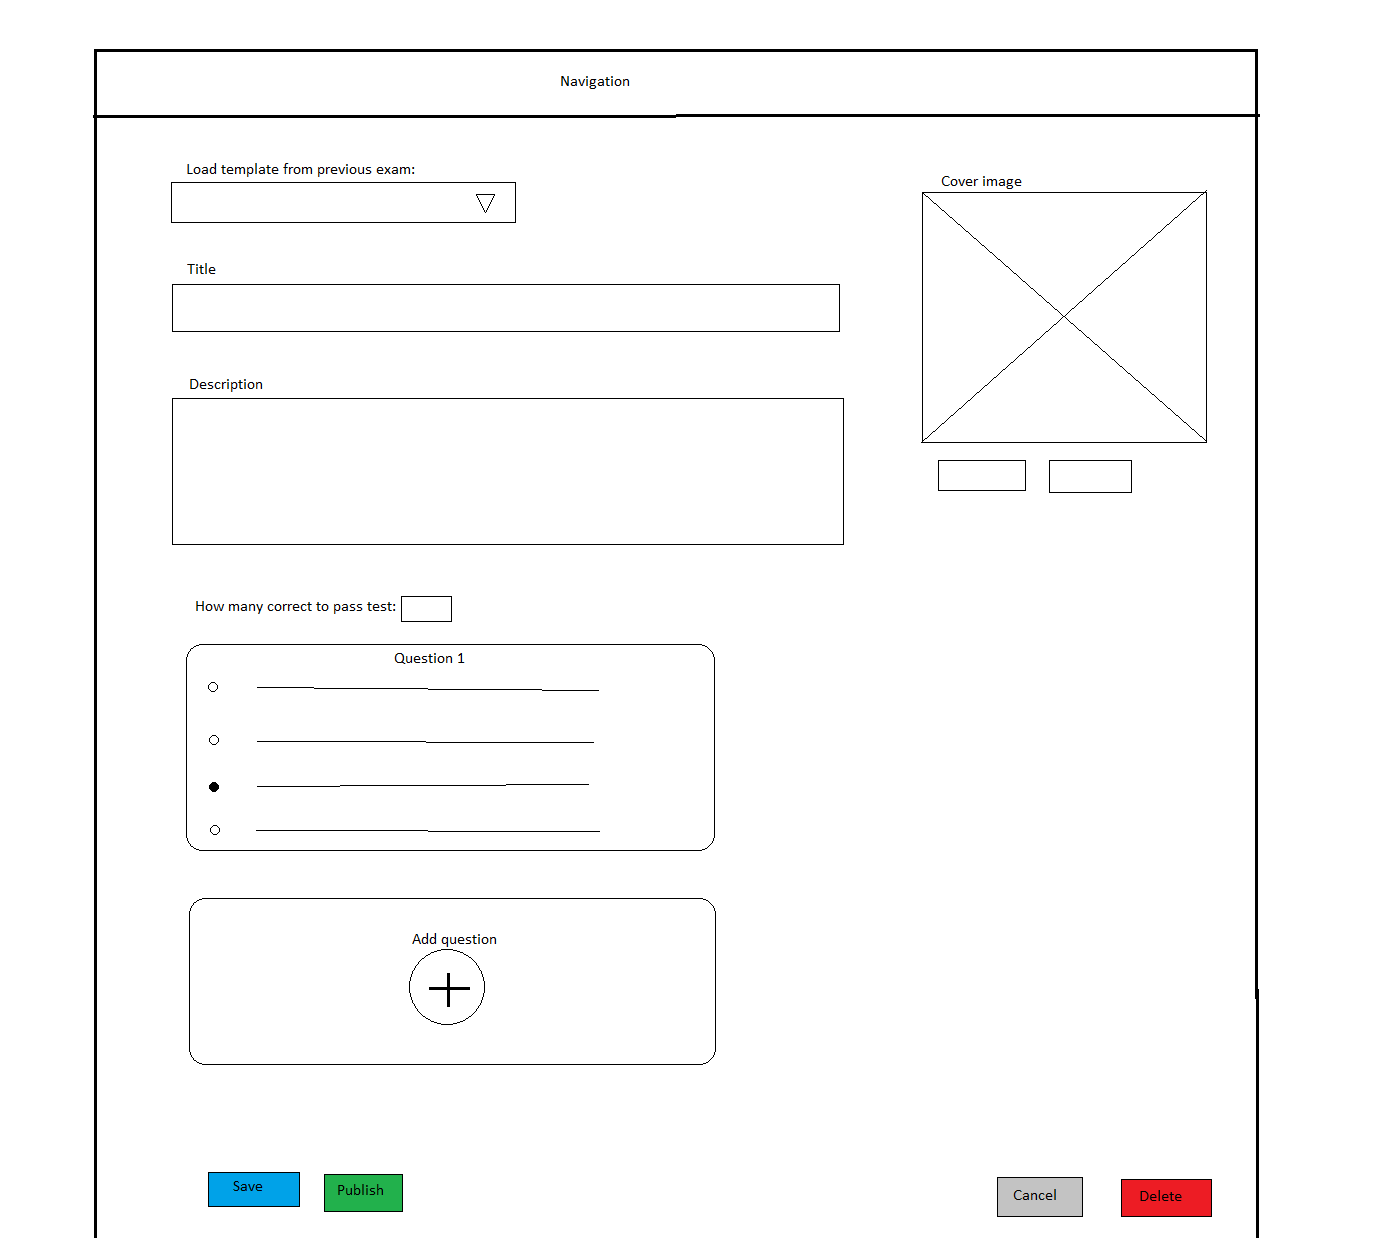 Navigation
Load template from previous exam:
Cover image
Title
Description
How many correct to pass test:
Question 1
Add question
Save
Publish
Cancel
Delete